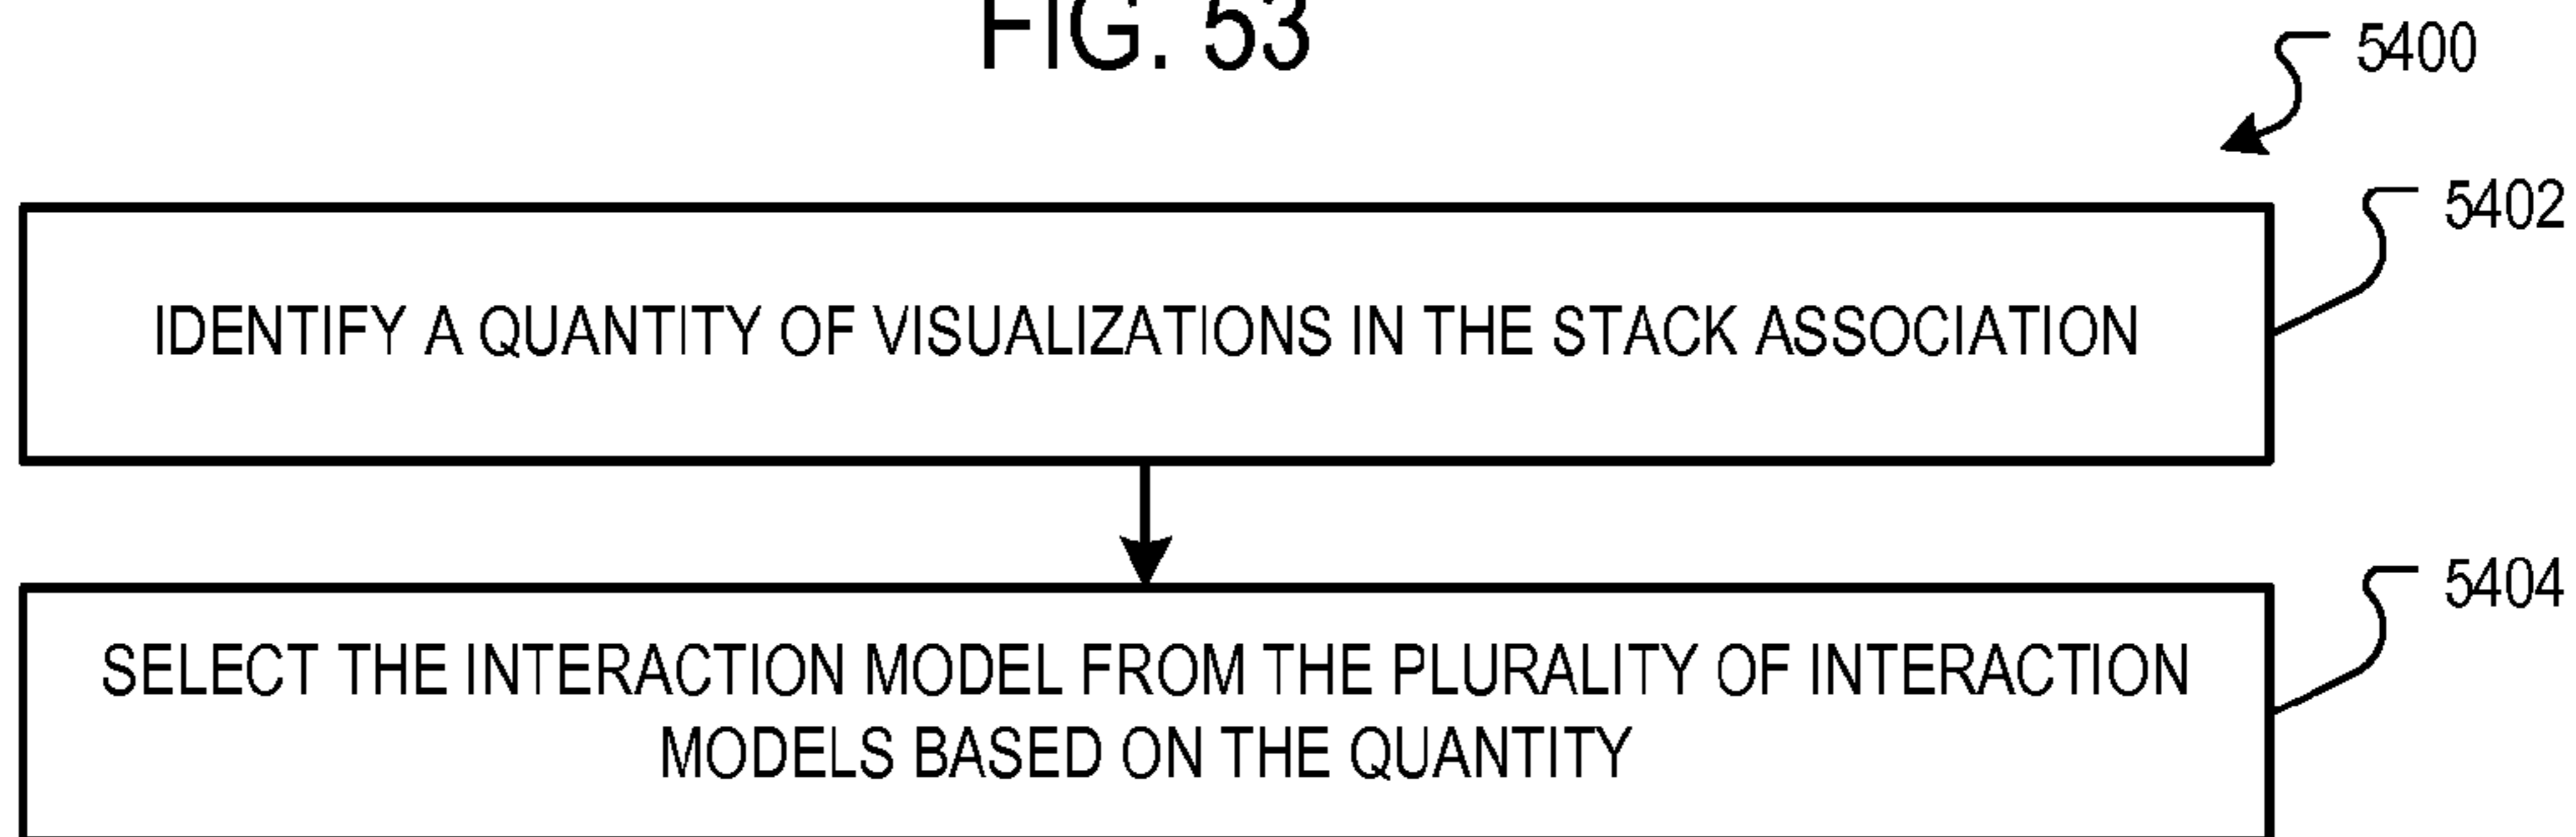 FIG. 53
5400
5402
IDENTIFY A QUANTITY OF VISUALIZATIONS IN THE STACK ASSOCIATION
5404
SELECT THE INTERACTION MODEL FROM THE PLURALITY OF INTERACTION
MODELS BASED ON THE QUANTITY